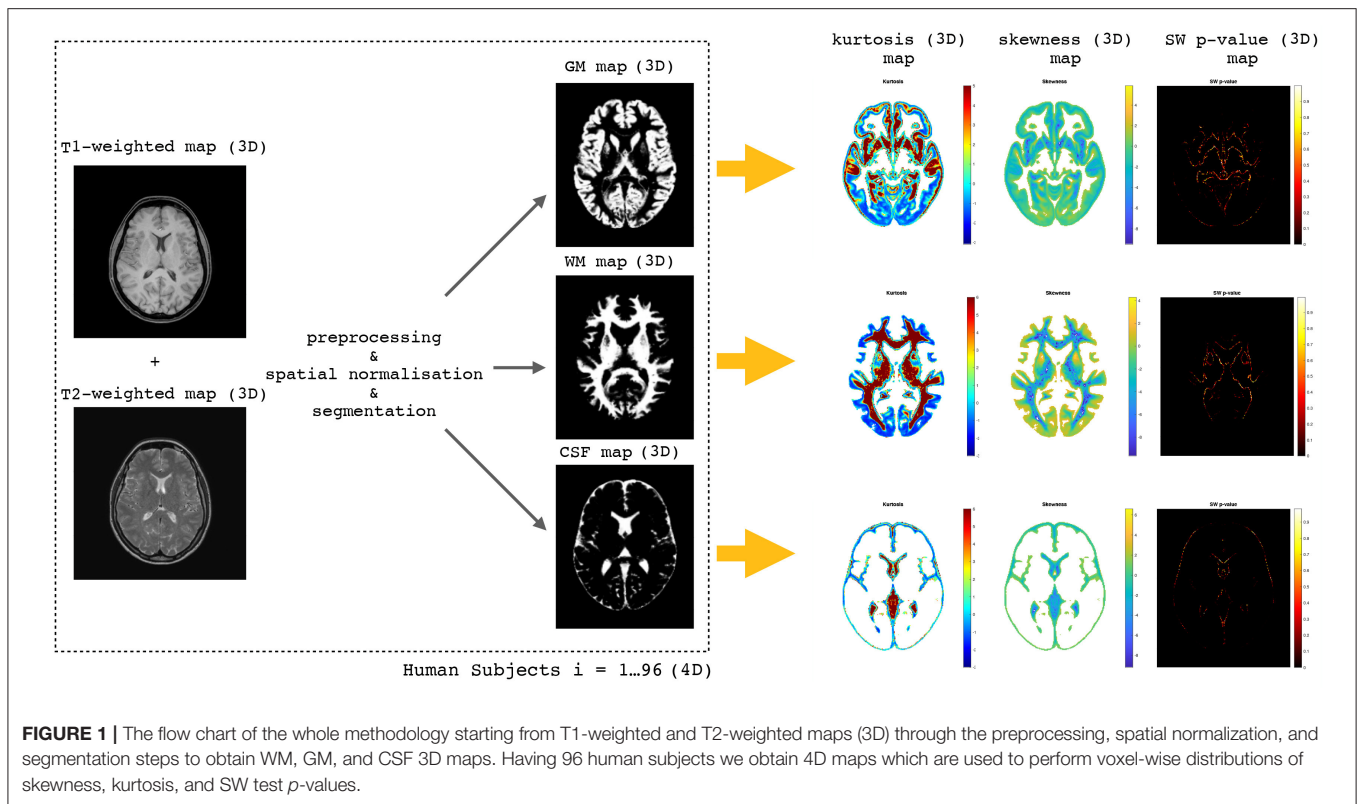 kurtosis (3D) map
skewness (3D) map
SW p-value (3D) map
GM map (3D)
T1-weighted map (3D)
+
T2-weighted map (3D)
preprocessing
&
spatial normalisation
&
segmentation
WM map (3D)
CSF map (3D)
Human Subjects i = 1…96 (4D)
Kurtosis
Skewness
SW p-value
Kurtosis
Skewness
SW p-value
Kurtosis
Skewness
SW p-value
FIGURE 1 | The flow chart of the whole methodology starting from T1-weighted and T2-weighted maps (3D) through the preprocessing, spatial normalization, and
segmentation steps to obtain WM, GM, and CSF 3D maps. Having 96 human subjects we obtain 4D maps which are used to perform voxel-wise distributions of
skewness, kurtosis, and SW test p-values.